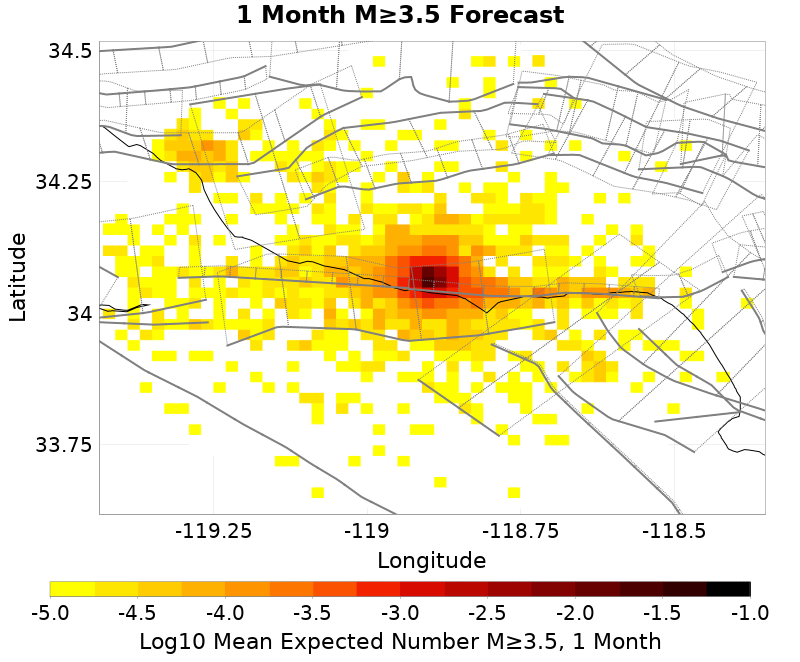 1 Month M≥3.5 Forecast
34.5
34.25
34
33.75
Latitude
-119.25 -119 -118.75 -118.5
Longitude
-5.0 -4.5 -4.0 -3.5 -3.0 -2.5 -2.0 -1.5 -1.0
Log10 Mean Expected Number M≥3.5, 1 Month